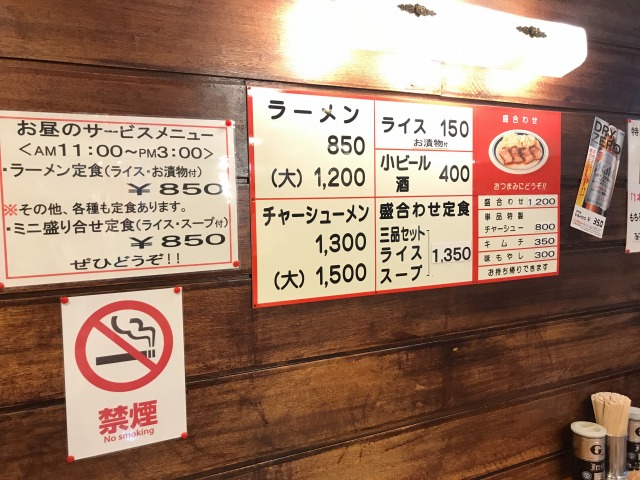 お昼のサービスメニュー
<AM11:00〜PM3:00>
・ラーメン定食(ライス・お漬物付)
¥850
※その他、各種も定食あります。
・ミニ盛り合せ定食(ライス・スープ付)
¥850
ぜひどうぞ!!
禁煙
No smoking
ラーメン
850
(大) 1,200
チャーシューメン
1,300
(大) 1,500
ライス 150
お漬物付
小ビール 400
酒
盛合わせ定食
三品セット
ライス 1,350
スープ
盛合わせ
おつまみにどうぞ!!
盛合わせ 1,200
単品特製
チャーシュー 800
キムチ 350
味もやし 300
お持ち帰りできます
DRY
ZERO
¥350